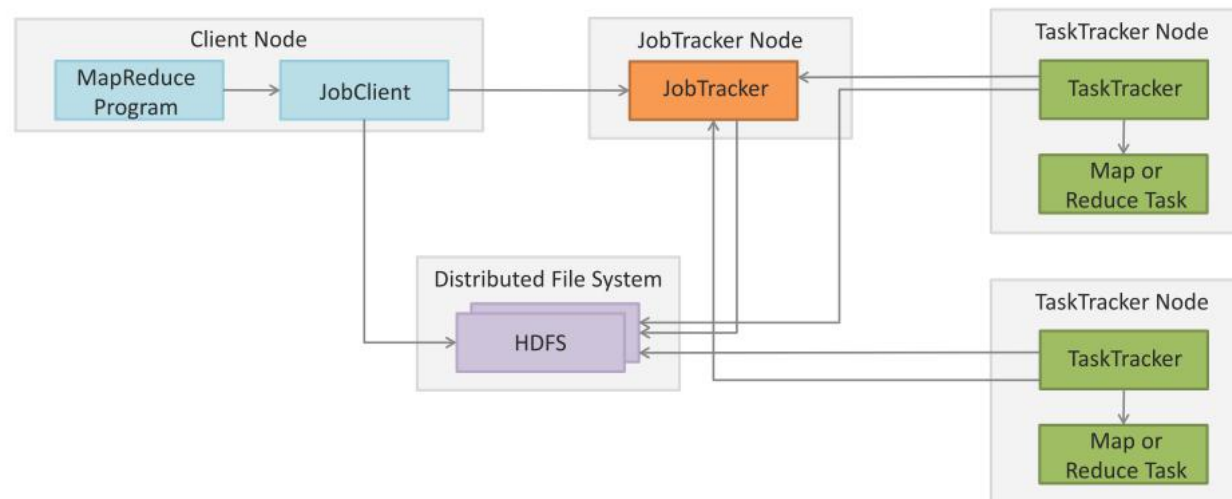 Client Node
MapReduce
Program
JobClient
JobTracker Node
JobTracker
TaskTracker Node
TaskTracker
Map or
Reduce Task
Distributed File System
HDFS
TaskTracker Node
TaskTracker
Map or
Reduce Task